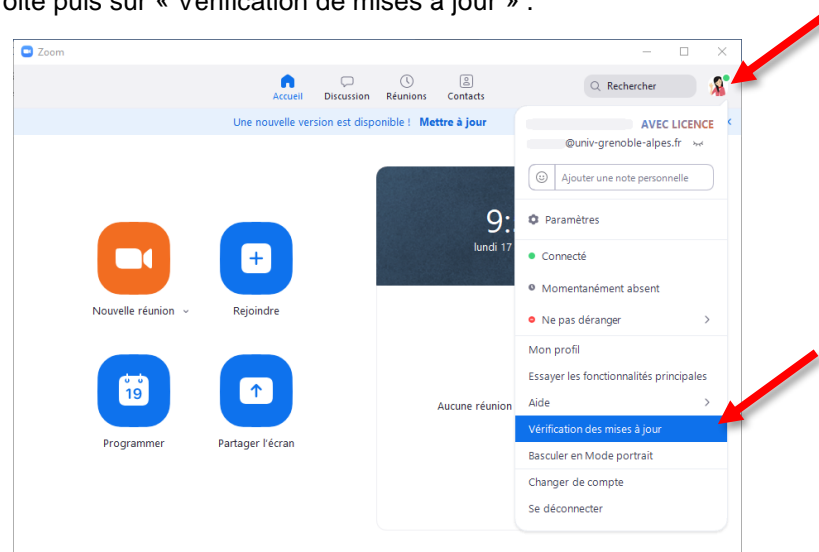 oite puis sur « Vérification de mises à jour » :
Zoom
Accueil
Discussion
Réunions
Contacts
Rechercher
Une nouvelle version est disponible ! Mettre à jour
AVEC LICENCE
@univ-grenoble-alpes.fr
Ajouter une note personnelle
Paramètres
9:
lundi 17
Connecté
Momentanément absent
Ne pas déranger
Nouvelle réunion
Rejoindre
Mon profil
Essayer les fonctionnalités principales
Aide
19
Aucune réunion
Vérification des mises à jour
Programmer
Partager l'écran
Basculer en Mode portrait
Changer de compte
Se déconnecter